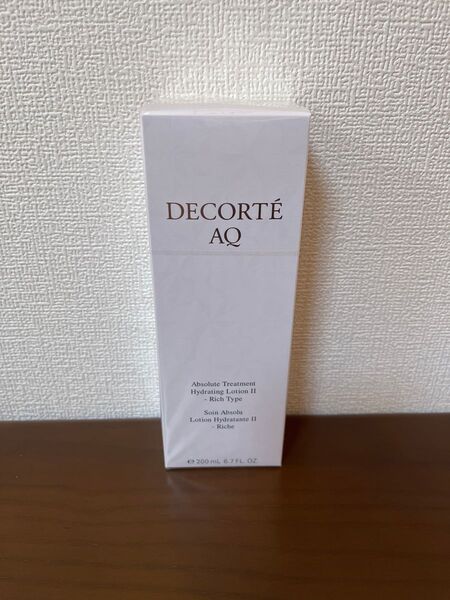 DECORTÉ
AQ
Absolute Treatment
Hydrating Lotion II
- Rich Type
Soin Absolu
Lotion Hydratante II
- Riche
℮ 200 mL 6.7 FL. OZ